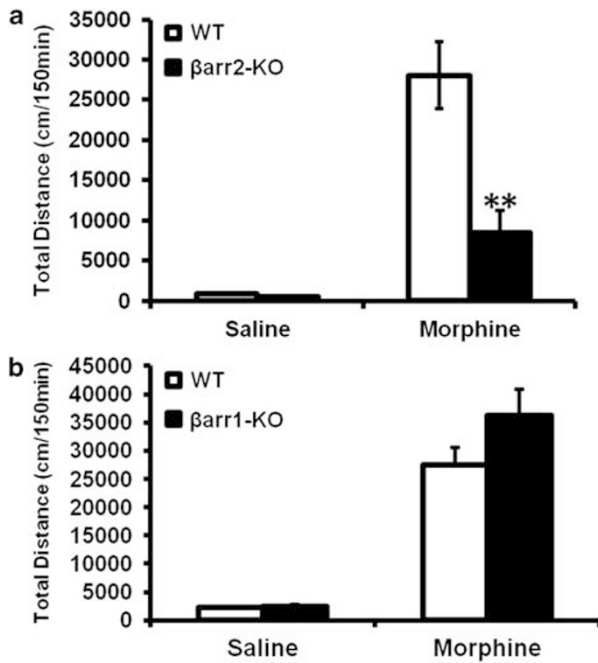 a
Total Distance (cm/150min)
35000
30000
25000
20000
15000
10000
5000
0
WT
βarr2-KO
**
Saline Morphine
b
Total Distance (cm/150min)
45000
40000
35000
30000
25000
20000
15000
10000
5000
0
WT
βarr1-KO
Saline Morphine